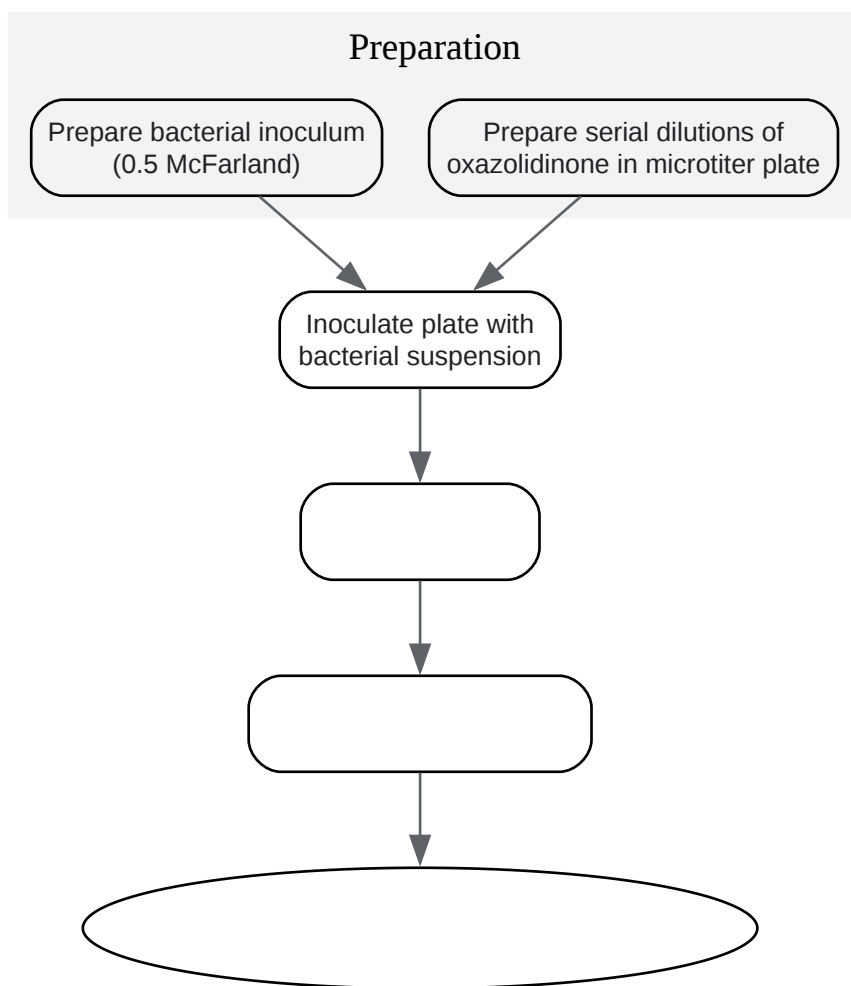 Preparation
Prepare bacterial inoculum
(0.5 McFarland)
Prepare serial dilutions of
oxazolidinone in microtiter plate
Inoculate plate with
bacterial suspension